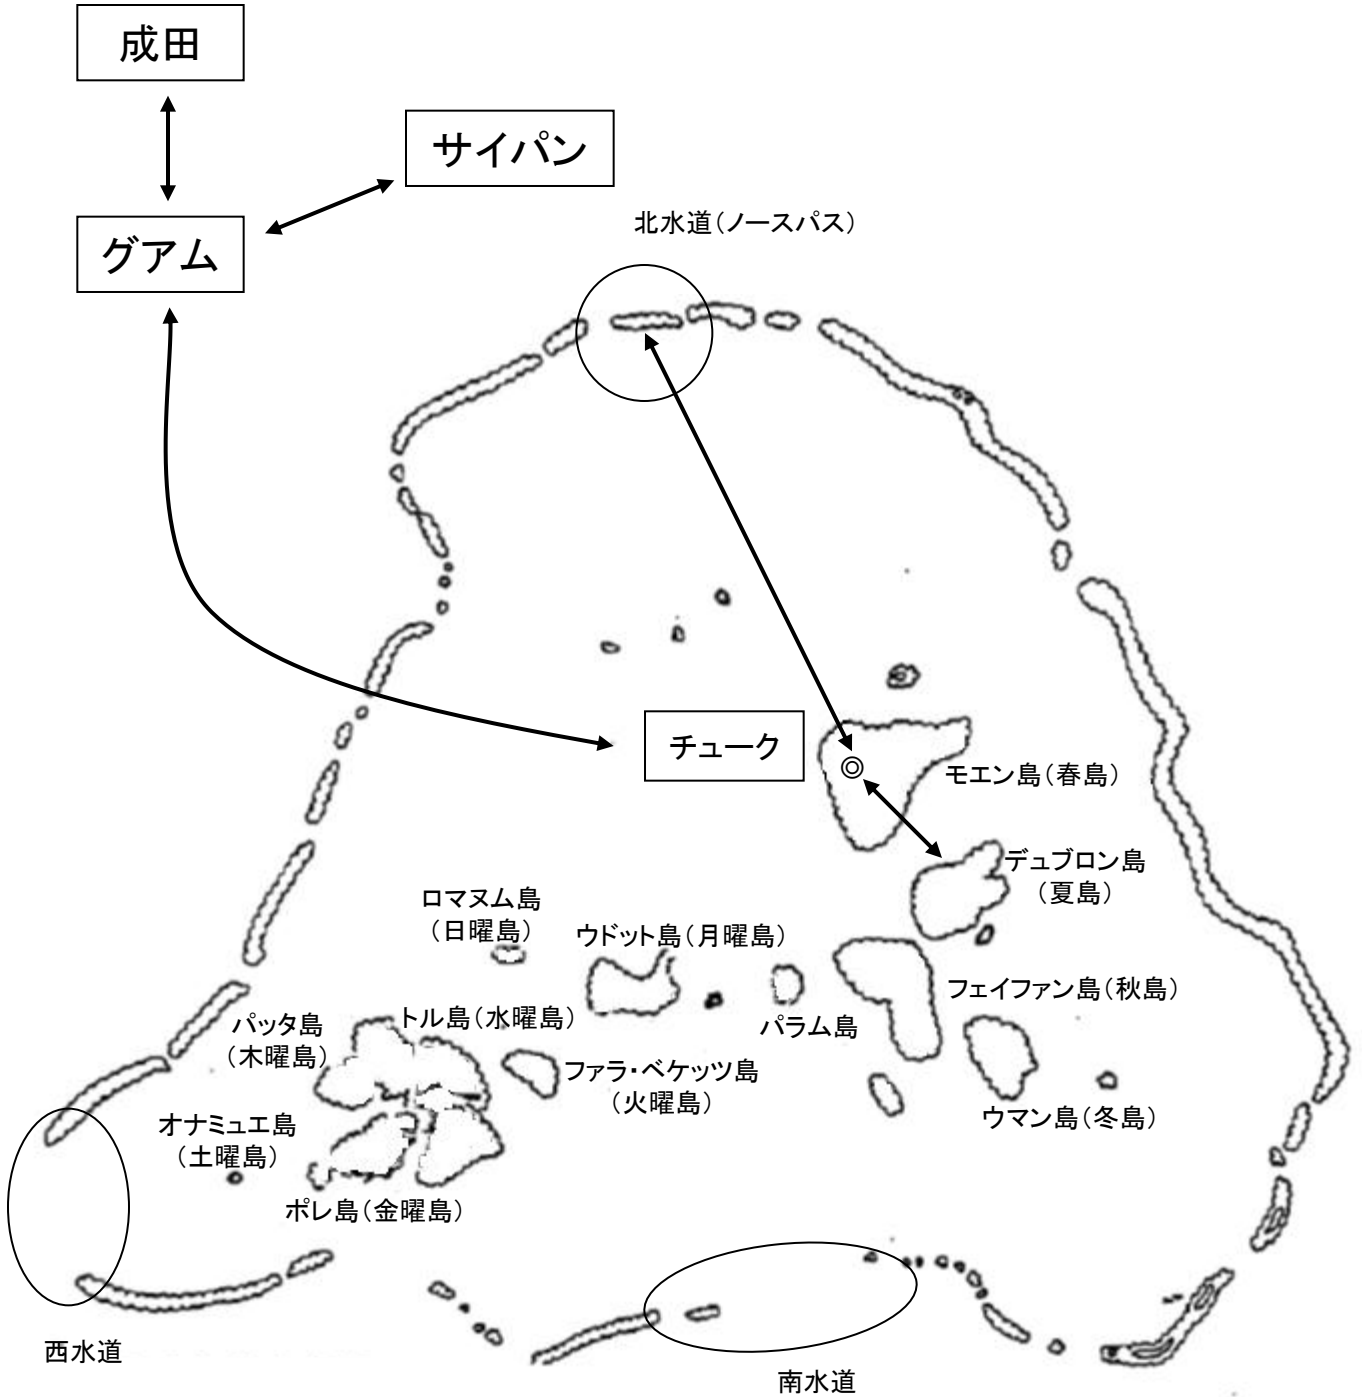 成田
サイパン
グアム
北水道（ノースパス）
チューク
モエン島（春島）
デュブロン島
（夏島）
ロマヌム島
（日曜島）
ウドット島（月曜島）
フェイファン島（秋島）
パラム島
トル島（水曜島）
パッタ島
（木曜島）
ファラ・ベケッツ島
（火曜島）
ウマン島（冬島）
オナミュエ島
（土曜島）
ポレ島（金曜島）
西水道
南水道